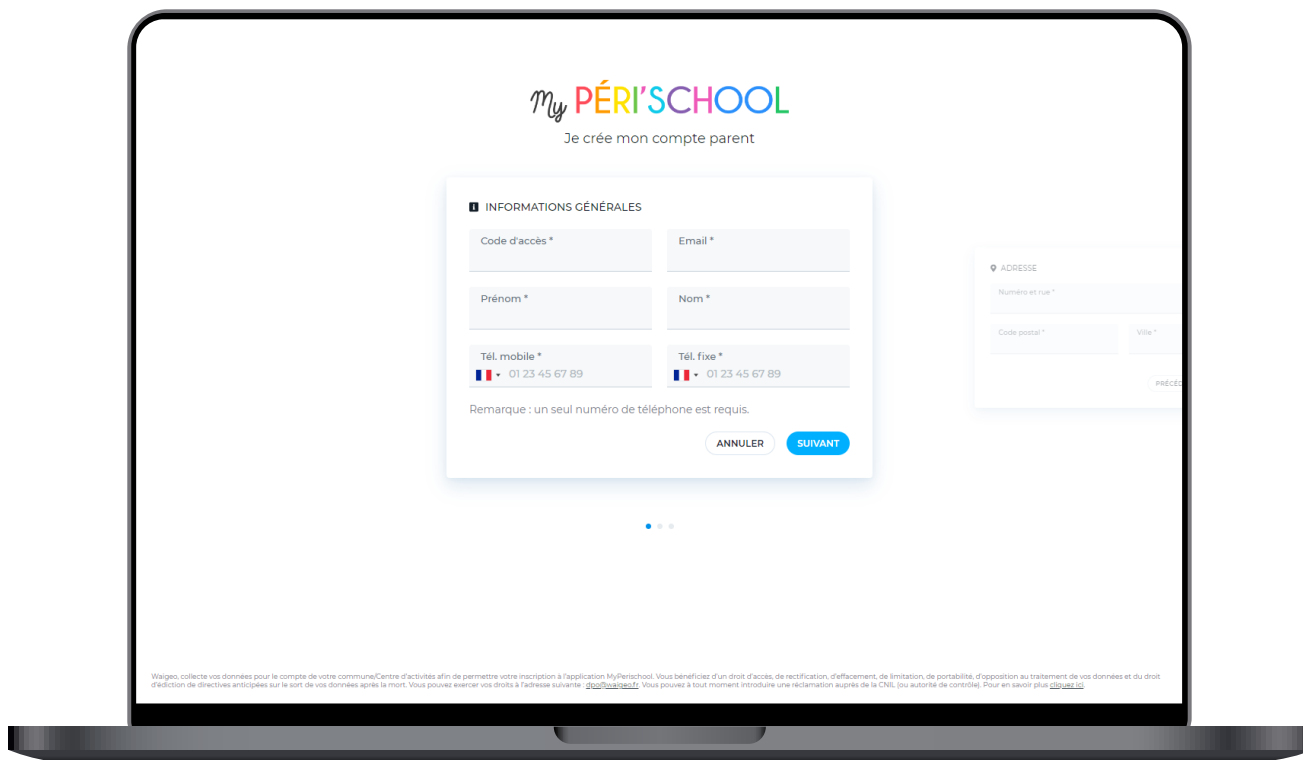 My PÉRI'SCHOOL
Je crée mon compte parent
INFORMATIONS GÉNÉRALES
Code d'accès *
Email *
Prénom *
Nom *
Tél. mobile *
Tél. fixe *
01 23 45 67 89
01 23 45 67 89
Remarque : un seul numéro de téléphone est requis.
ANNULER
SUIVANT
ADRESSE
Numéro et rue *
Code postal *
Ville *
Waigeo, collecte vos données pour le compte de votre commune/Centre d'activités afin de permettre votre inscription à l'application MyPerischool. Vous bénéficiez d'un droit d'accès, de rectification, d'effacement, de limitation, de portabilité, d'opposition au traitement de vos données et du droit
d'édiction de directives anticipées sur le sort de vos données après la mort. Vous pouvez exercer vos droits à l'adresse suivante : dpo@waigeo.fr. Vous pouvez à tout moment introduire une réclamation auprès de la CNIL (ou autorité de contrôle). Pour en savoir plus cliquez ici.